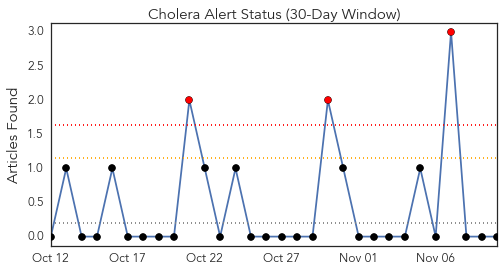 Cholera Alert Status (30-Day Window)
Articles Found
3.0
2.5
2.0
1.5
1.0
0.5
0.0
Oct 12 Oct 17 Oct 22 Oct 27 Nov 01 Nov 06